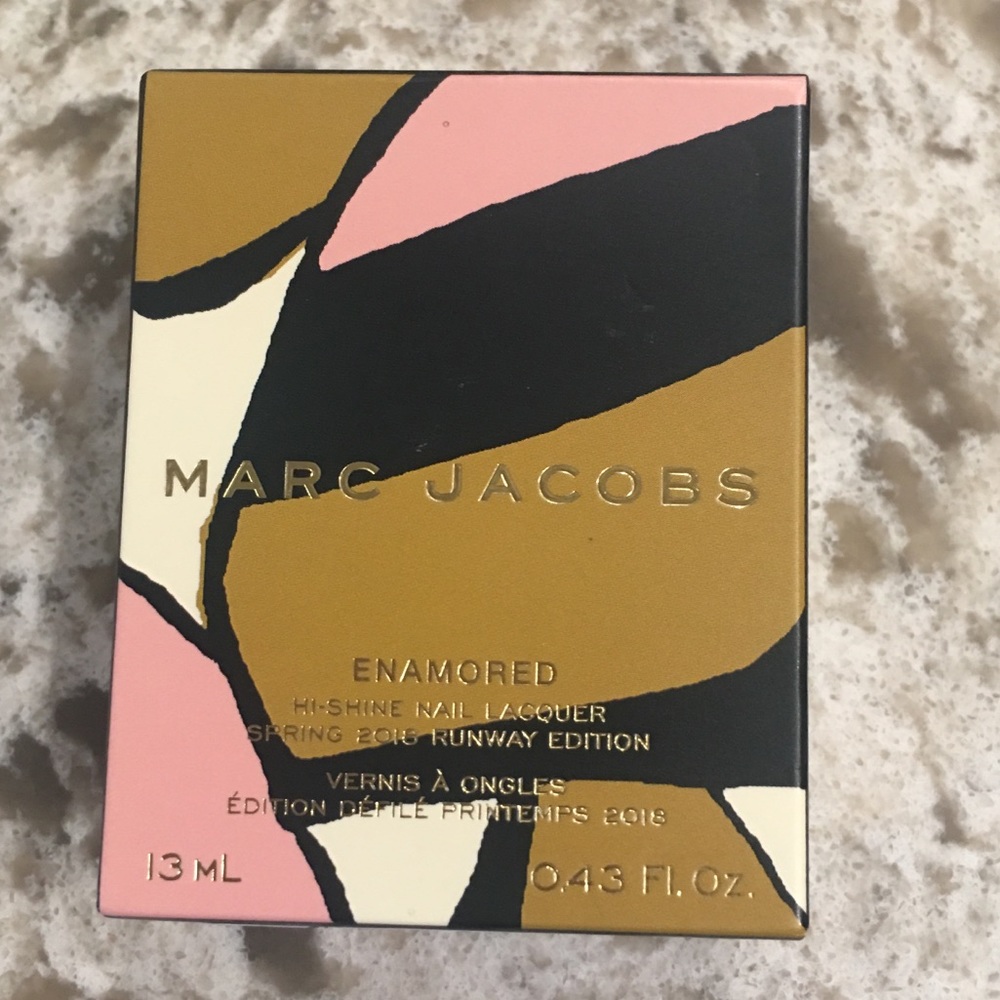 MARC JACOBS
ENAMORED
HI-SHINE NAIL LACQUER
SPRING 2018 RUNWAY EDITION
VERNIS À ONGLES
ÉDITION DÉFILÉ PRINTEMPS 2018
13 mL
0.43 Fl. Oz.